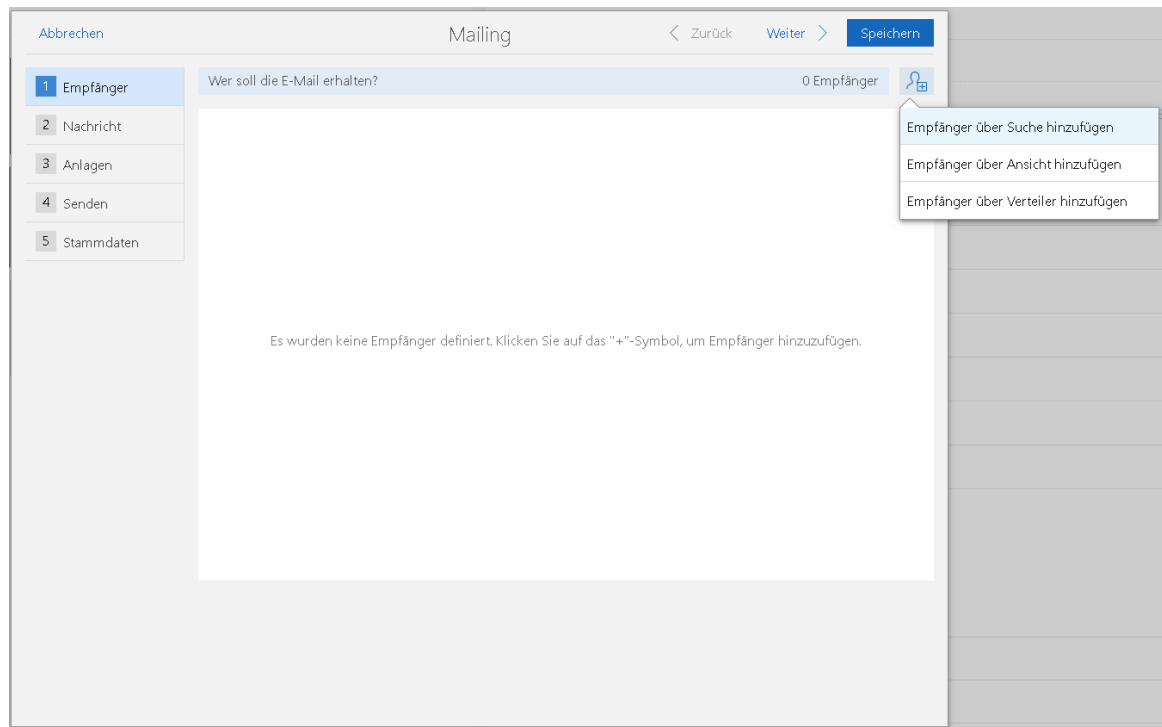 Abbrechen
Mailing
Zurück
Weiter
Speichern
1 Empfänger
2 Nachricht
3 Anlagen
4 Senden
5 Stammdaten
Wer soll die E-Mail erhalten?
0 Empfänger
Empfänger über Suche hinzufügen
Empfänger über Ansicht hinzufügen
Empfänger über Verteiler hinzufügen
Es wurden keine Empfänger definiert. Klicken Sie auf das "+"-Symbol, um Empfänger hinzuzufügen.